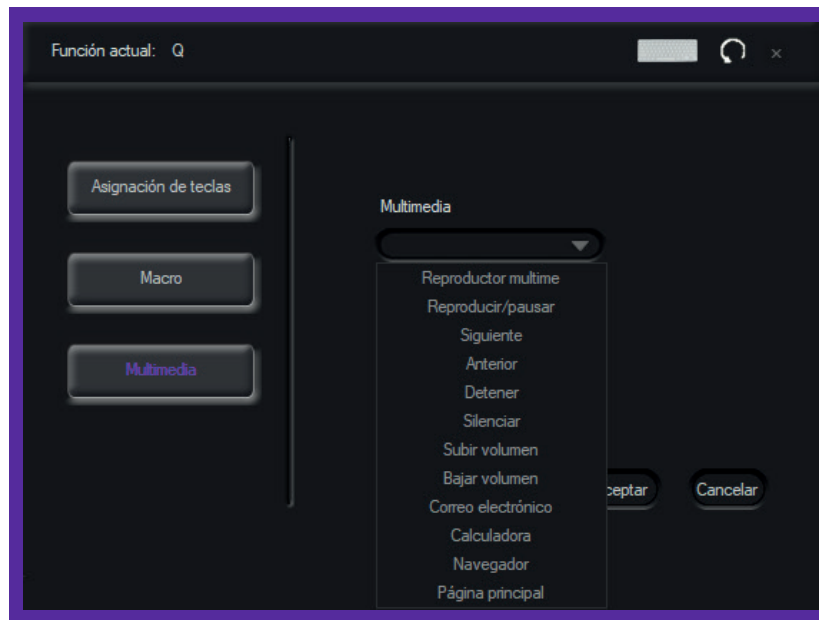 Función actual: Q
Asignación de teclas
Macro
Multimedia
Multimedia
Reproductor multime
Reproducir/pausar
Siguiente
Anterior
Detener
Silenciar
Subir volumen
Bajar volumen
Correo electrónico
Calculadora
Navegador
Página principal
ceptar
Cancelar